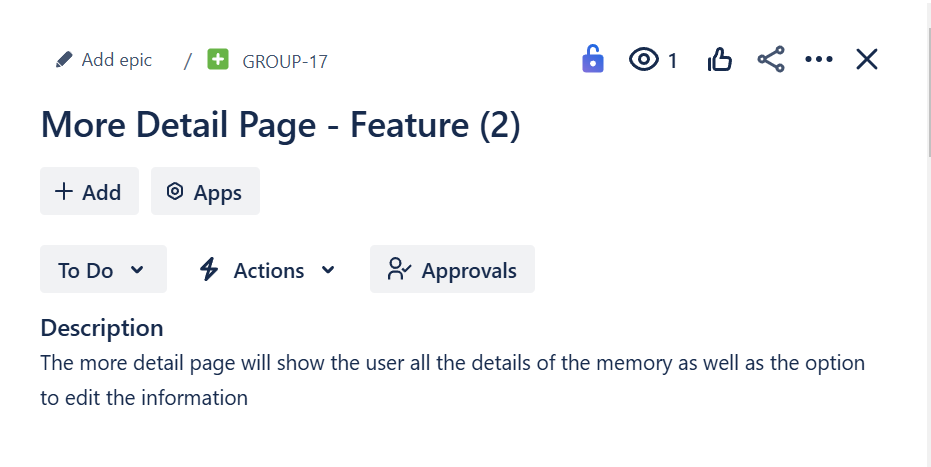 Add epic / GROUP-17 1
More Detail Page - Feature (2)
Add Apps
To Do Actions Approvals
Description
The more detail page will show the user all the details of the memory as well as the option
to edit the information